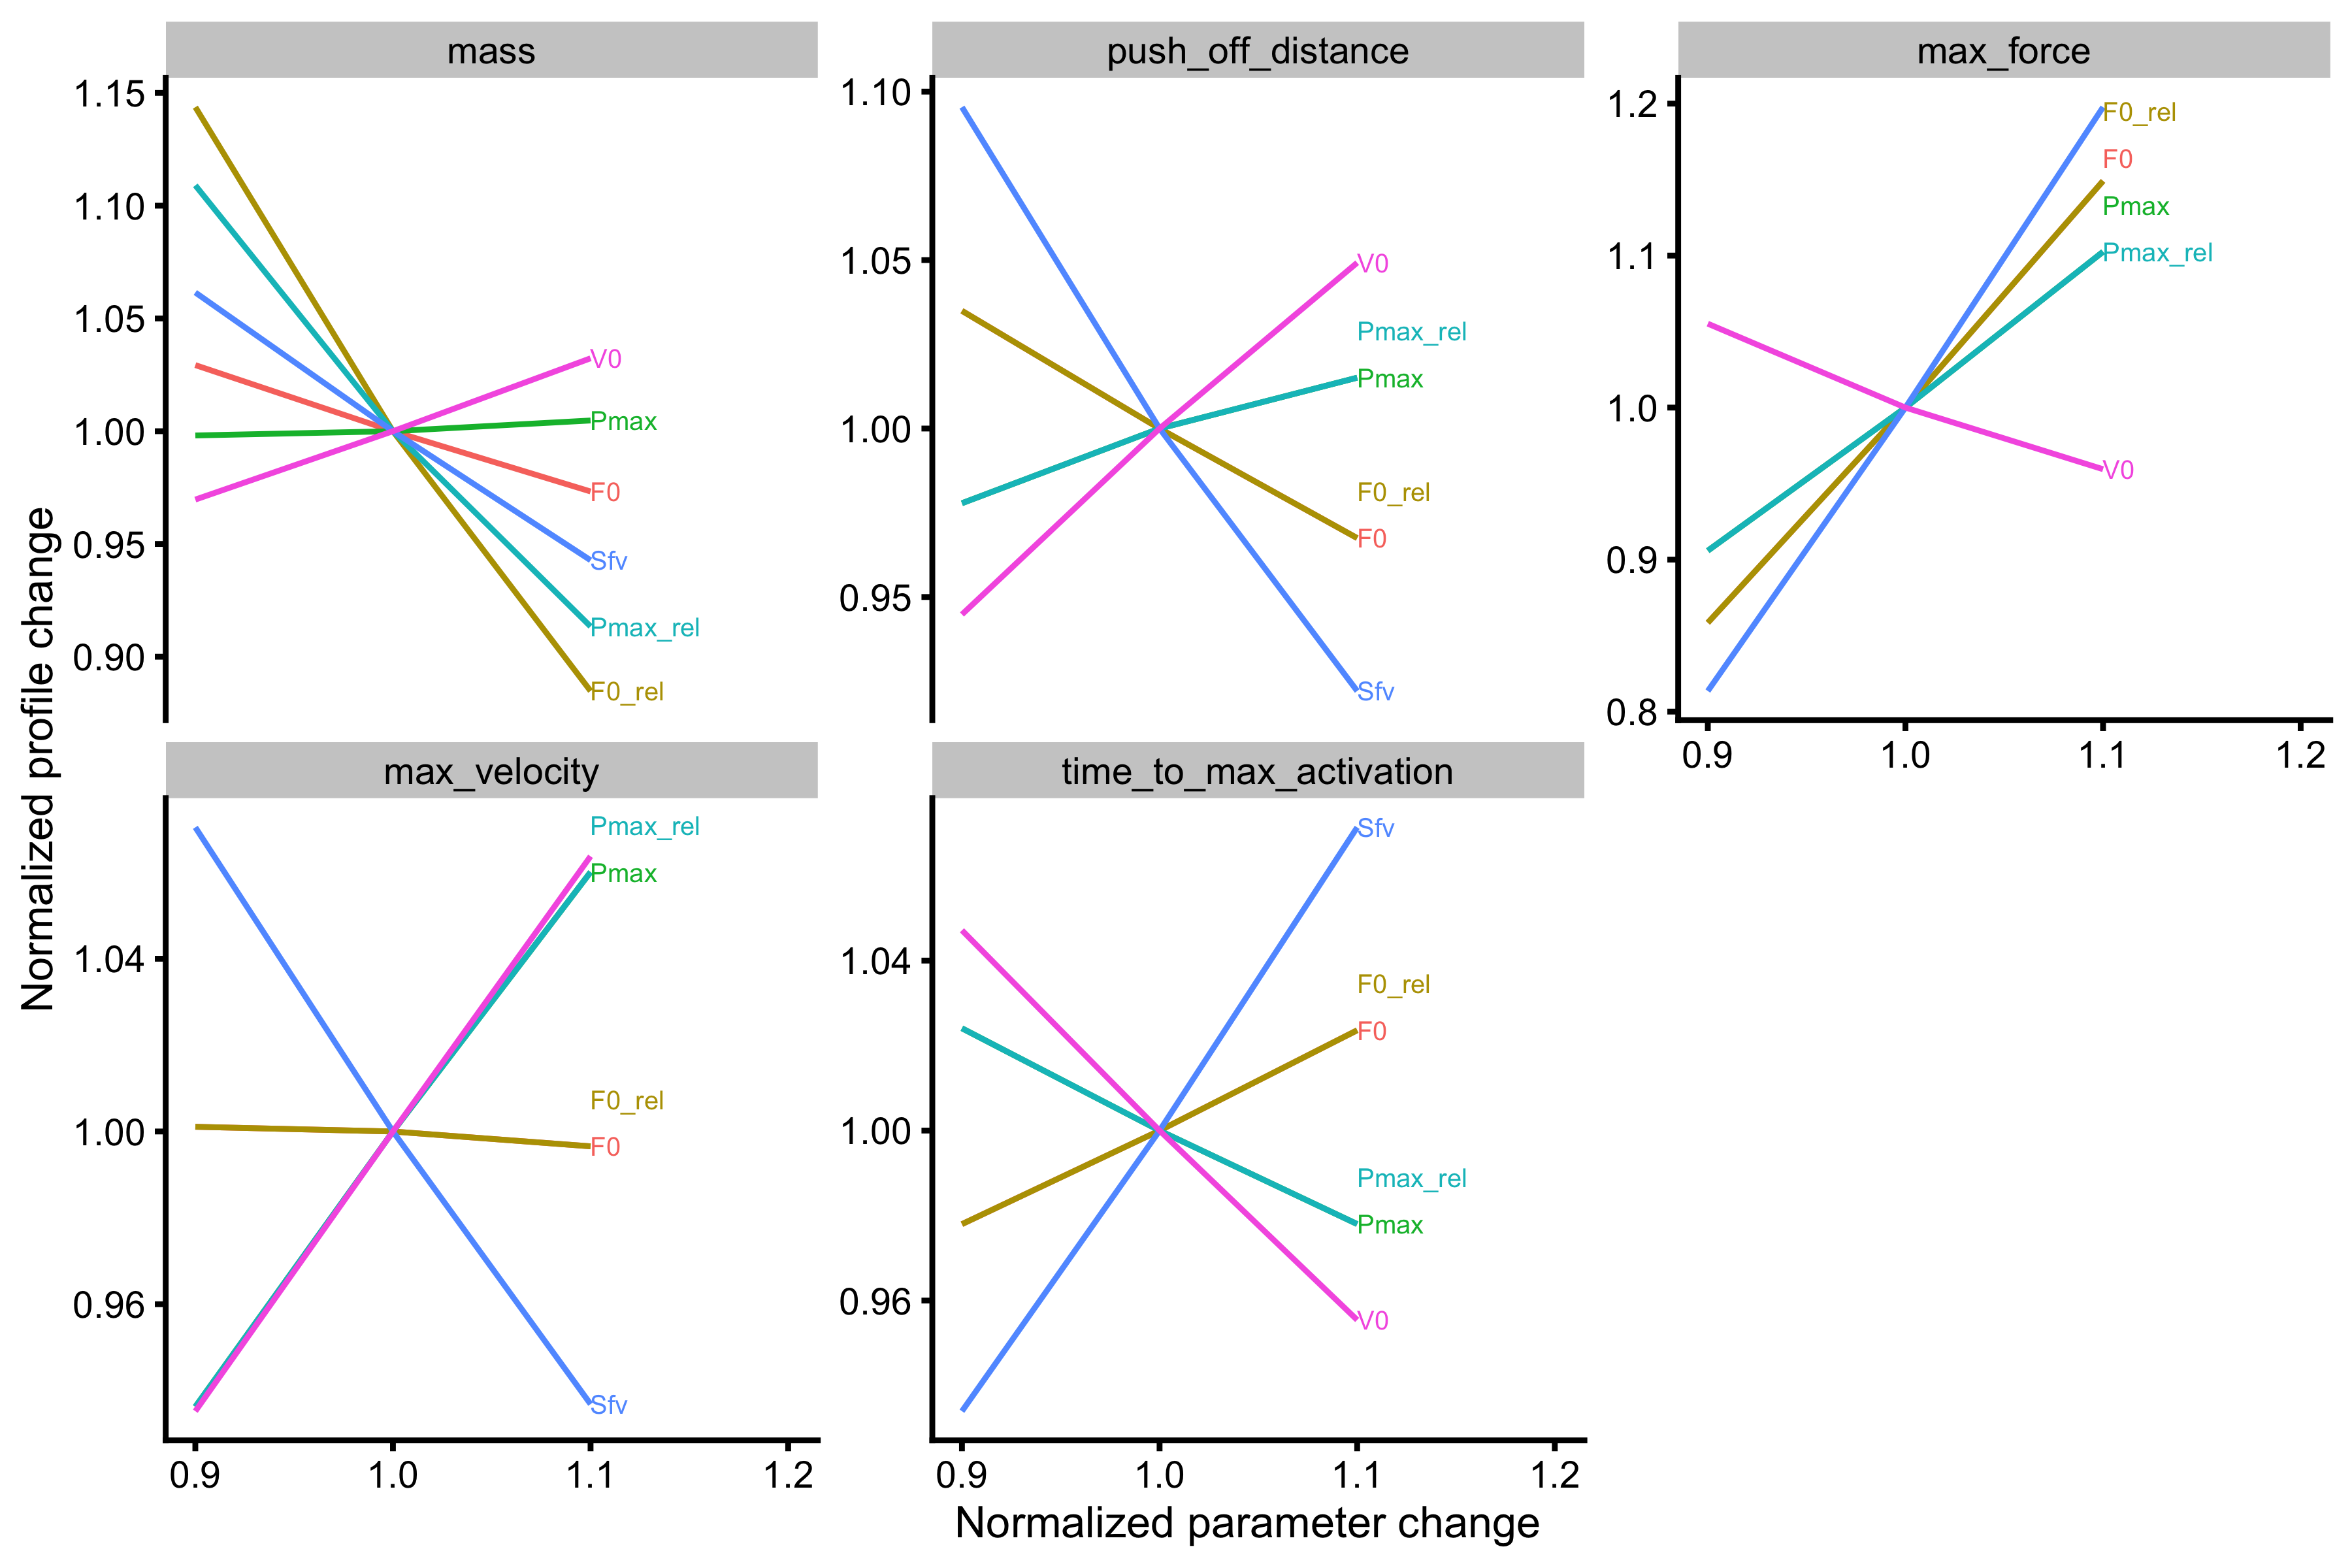 mass
push_off_distance
max_force
1.15
1.10
1.05
1.00
0.95
0.90
V0
Pmax
F0
Sfv
Pmax_rel
F0_rel
1.10
1.05
1.00
0.95
V0
Pmax_rel
Pmax
F0_rel
F0
Sfv
1.2
1.1
1.0
0.9
0.8
F0_rel
F0
Pmax
Pmax_rel
V0
0.9 1.0 1.1 1.2
max_velocity
time_to_max_activation
1.04
1.00
0.96
Pmax_rel
Pmax
F0_rel
F0
Sfv
0.9 1.0 1.1 1.2
1.04
1.00
0.96
Sfv
F0_rel
F0
Pmax_rel
Pmax
V0
0.9 1.0 1.1 1.2
Normalized parameter change
Normalized profile change